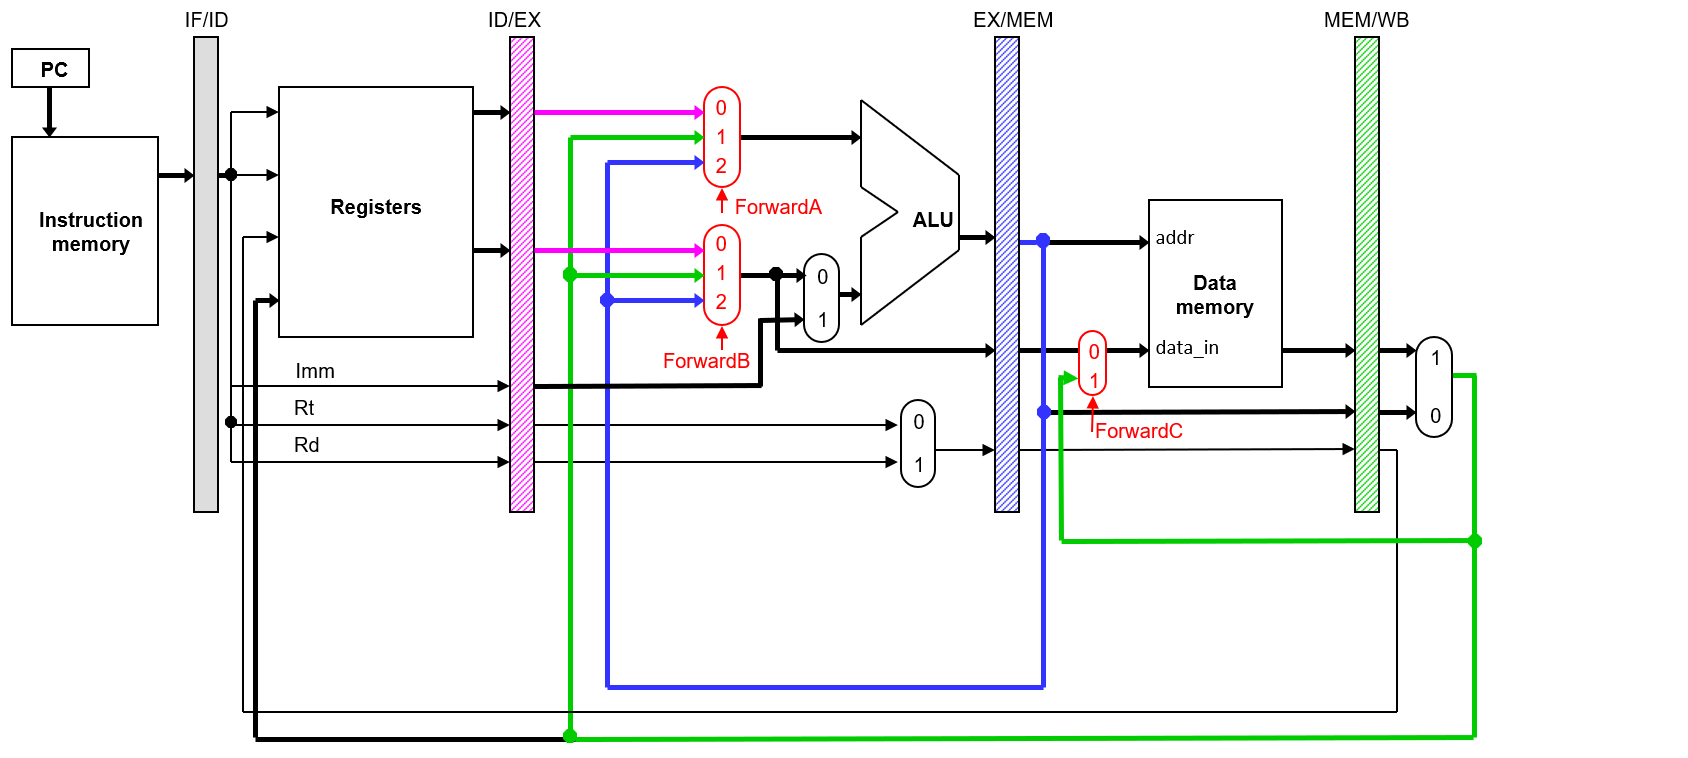 IF/ID
ID/EX
EX/MEM
MEM/WB
PC
Instruction
memory
Registers
0
1
2
ForwardA
0
1
2
ForwardB
0
1
ALU
addr
Data
memory
data_in
0
1
ForwardC
1
0
Imm
Rt
Rd
0
1